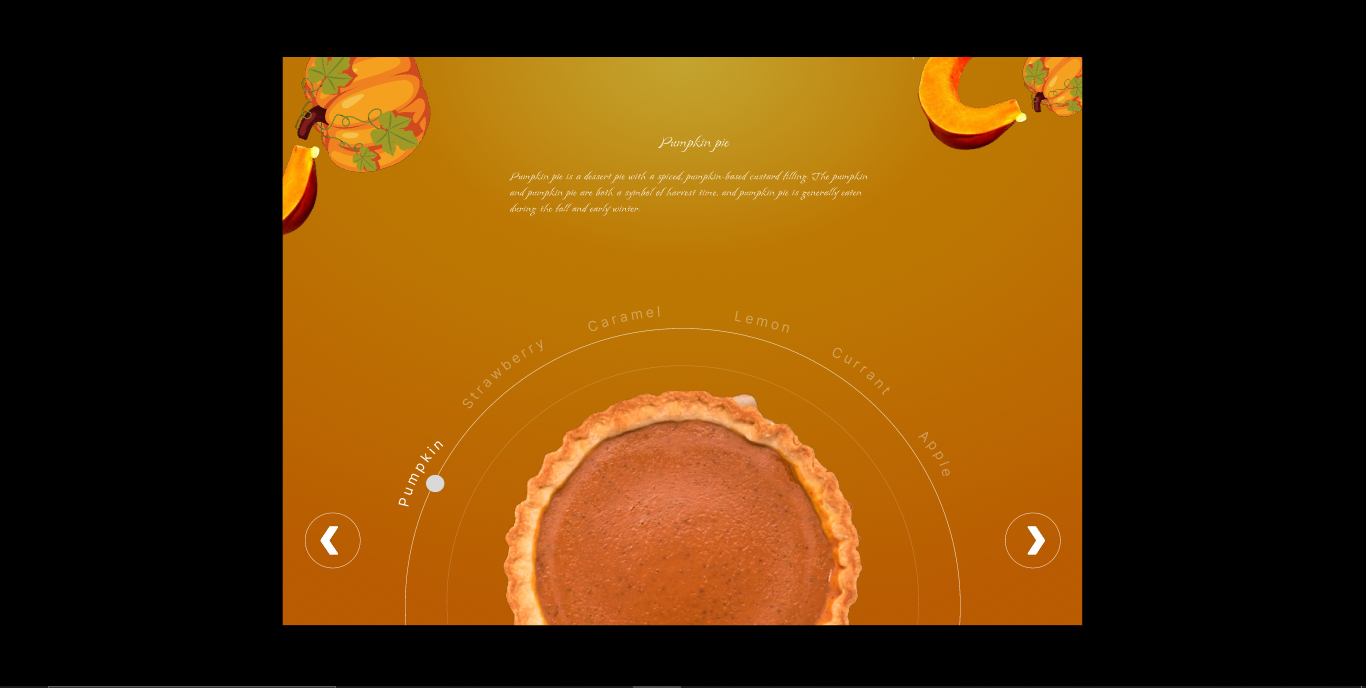 Pumpkin pie
Pumpkin pie is a dessert pie with a spiced, pumpkin-based custard filling. The pumpkin
and pumpkin pie are both a symbol of harvest time, and pumpkin pie is generally eaten
during the fall and early winter.
Pumpkin
Strawberry
Caramel
Lemon
Currant
Apple